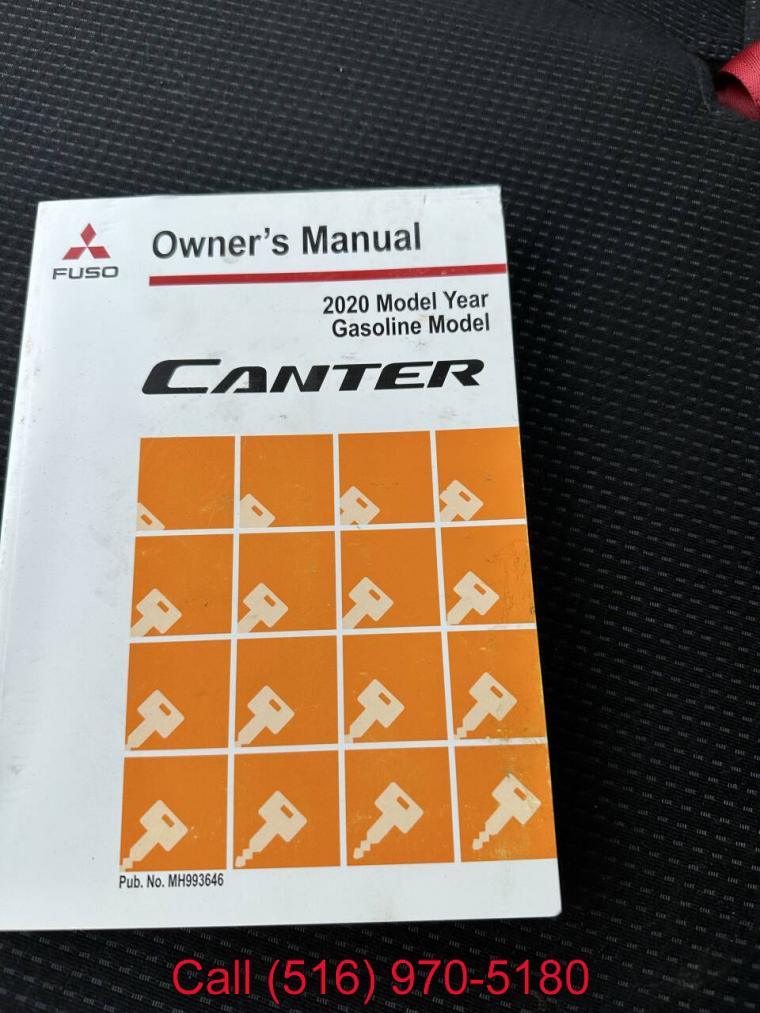 FUSO
Owner's Manual
2020 Model Year
Gasoline Model
CANTER
Pub. No. MH993646
Call (516) 970-5180